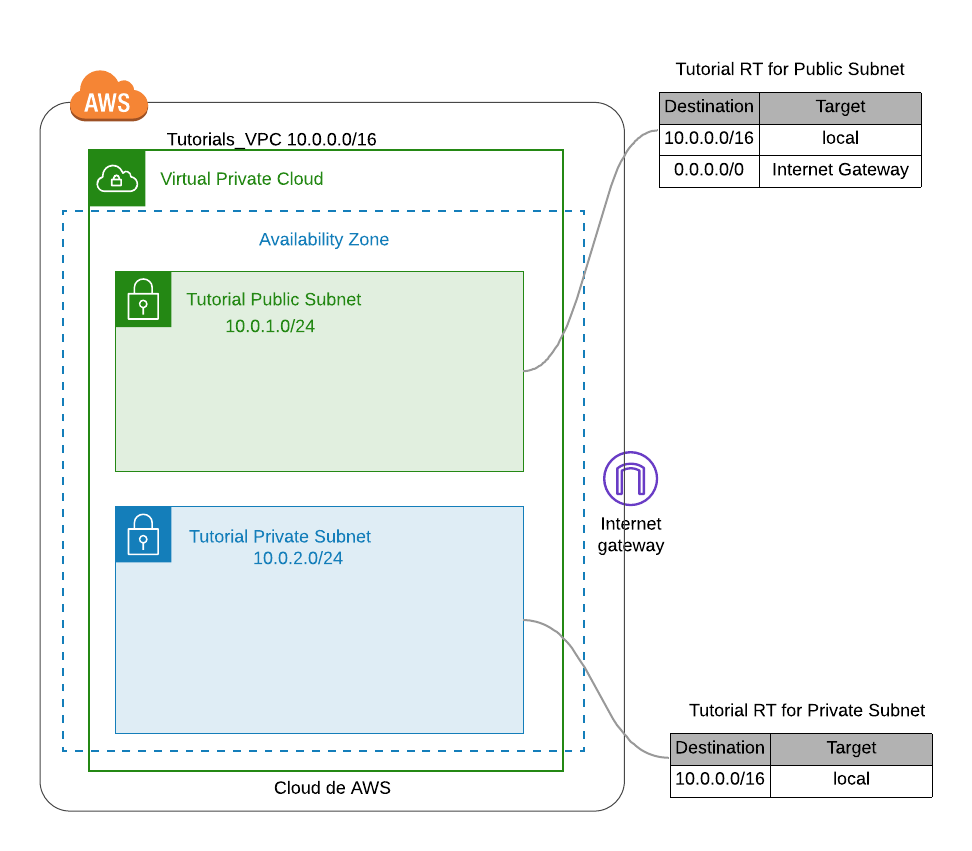 AWS
Tutorials_VPC 10.0.0.0/16
Virtual Private Cloud
Availability Zone
Tutorial Public Subnet
10.0.1.0/24
Tutorial Private Subnet
10.0.2.0/24
Cloud de AWS
Internet
gateway
Tutorial RT for Public Subnet
Destination Target
10.0.0.0/16 local
0.0.0.0/0 Internet Gateway
Tutorial RT for Private Subnet
Destination Target
10.0.0.0/16 local